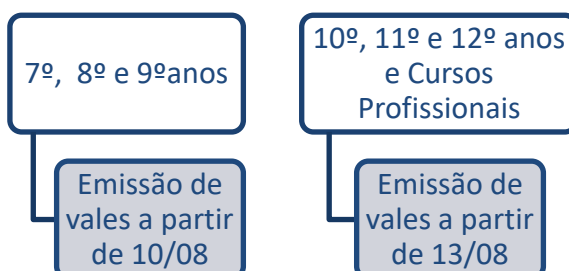 7º, 8º e 9ºanos
Emissão de
vales a partir
de 10/08
10º, 11º e 12º anos
e Cursos
Profissionais
Emissão de
vales a partir
de 13/08